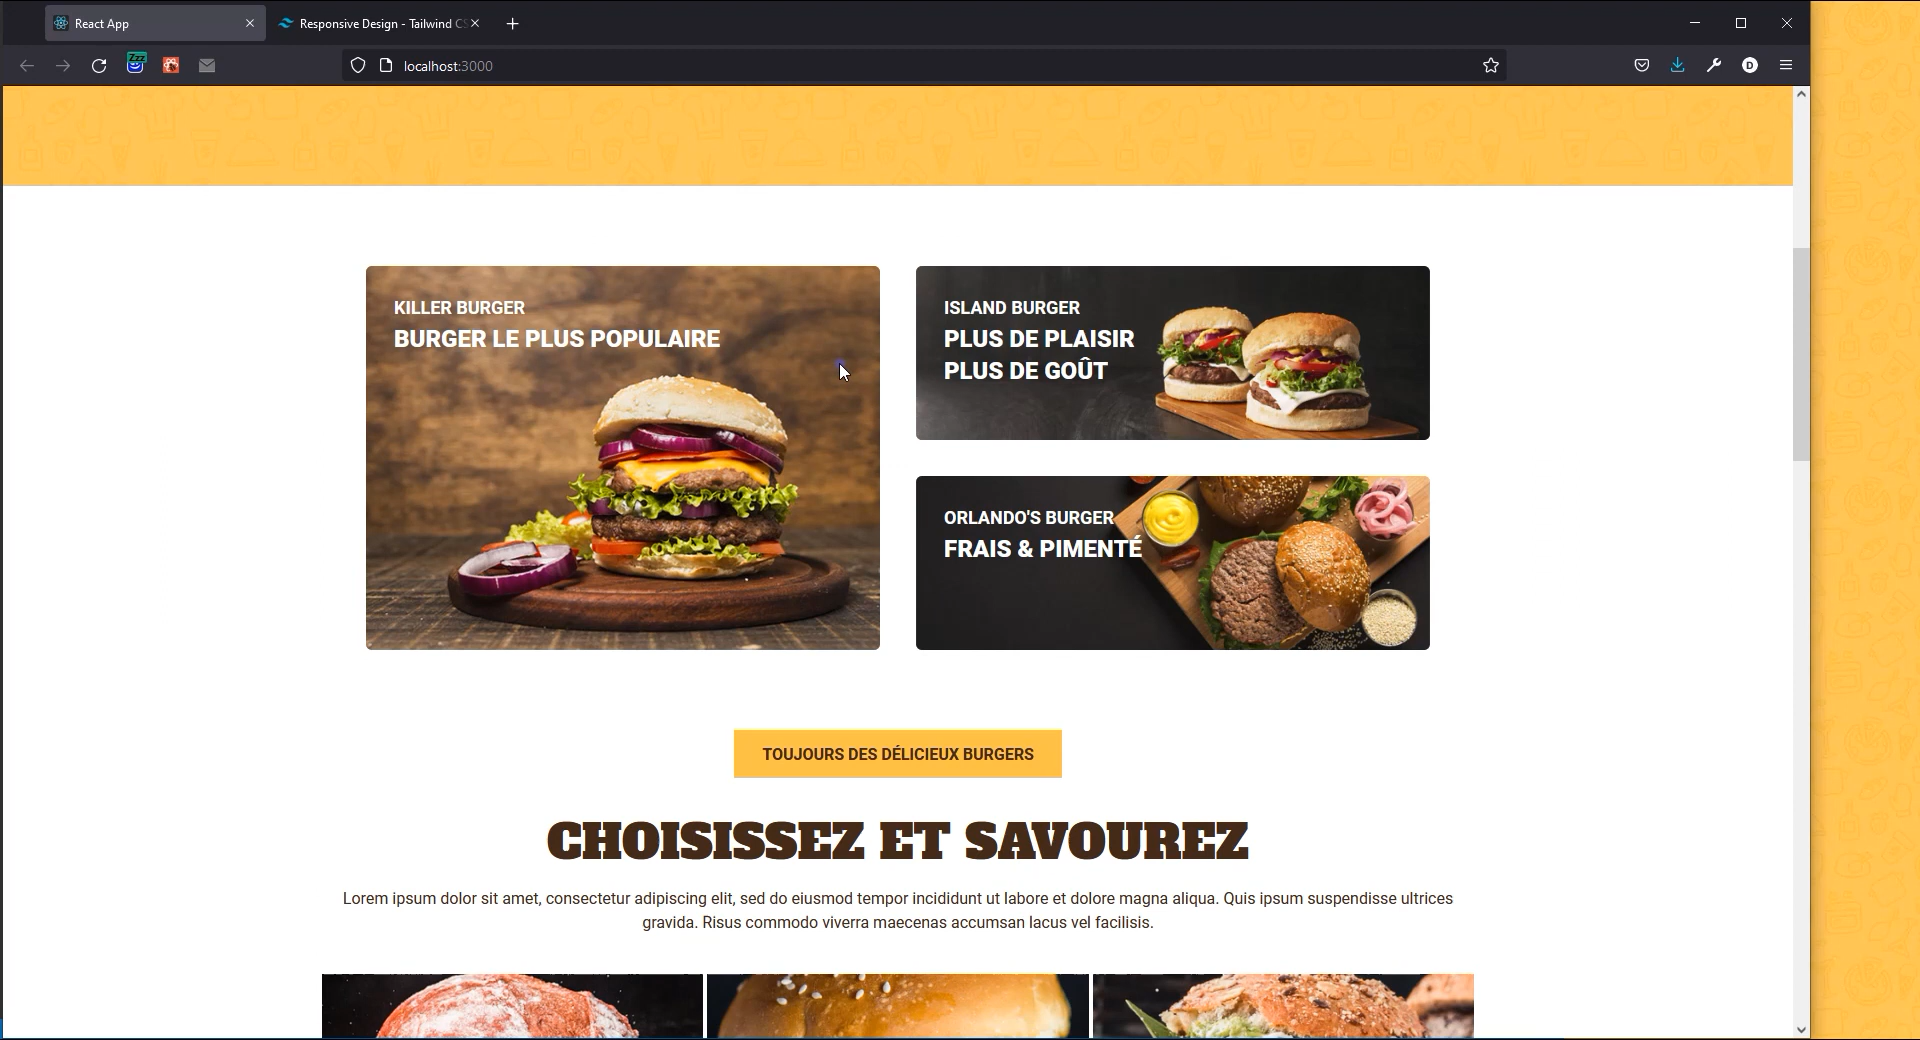 React App
Responsive Design - Tailwind CS
localhost:3000
KILLER BURGER
BURGER LE PLUS POPULAIRE
ISLAND BURGER
PLUS DE PLAISIR
PLUS DE GOÛT
ORLANDO'S BURGER
FRAIS & PIMENTÉ
TOUJOURS DES DÉLICIEUX BURGERS
CHOISISSEZ ET SAVOUREZ
Lorem ipsum dolor sit amet, consectetur adipiscing elit, sed do eiusmod tempor incididunt ut labore et dolore magna aliqua. Quis ipsum suspendisse ultrices
gravida. Risus commodo viverra maecenas accumsan lacus vel facilisis.